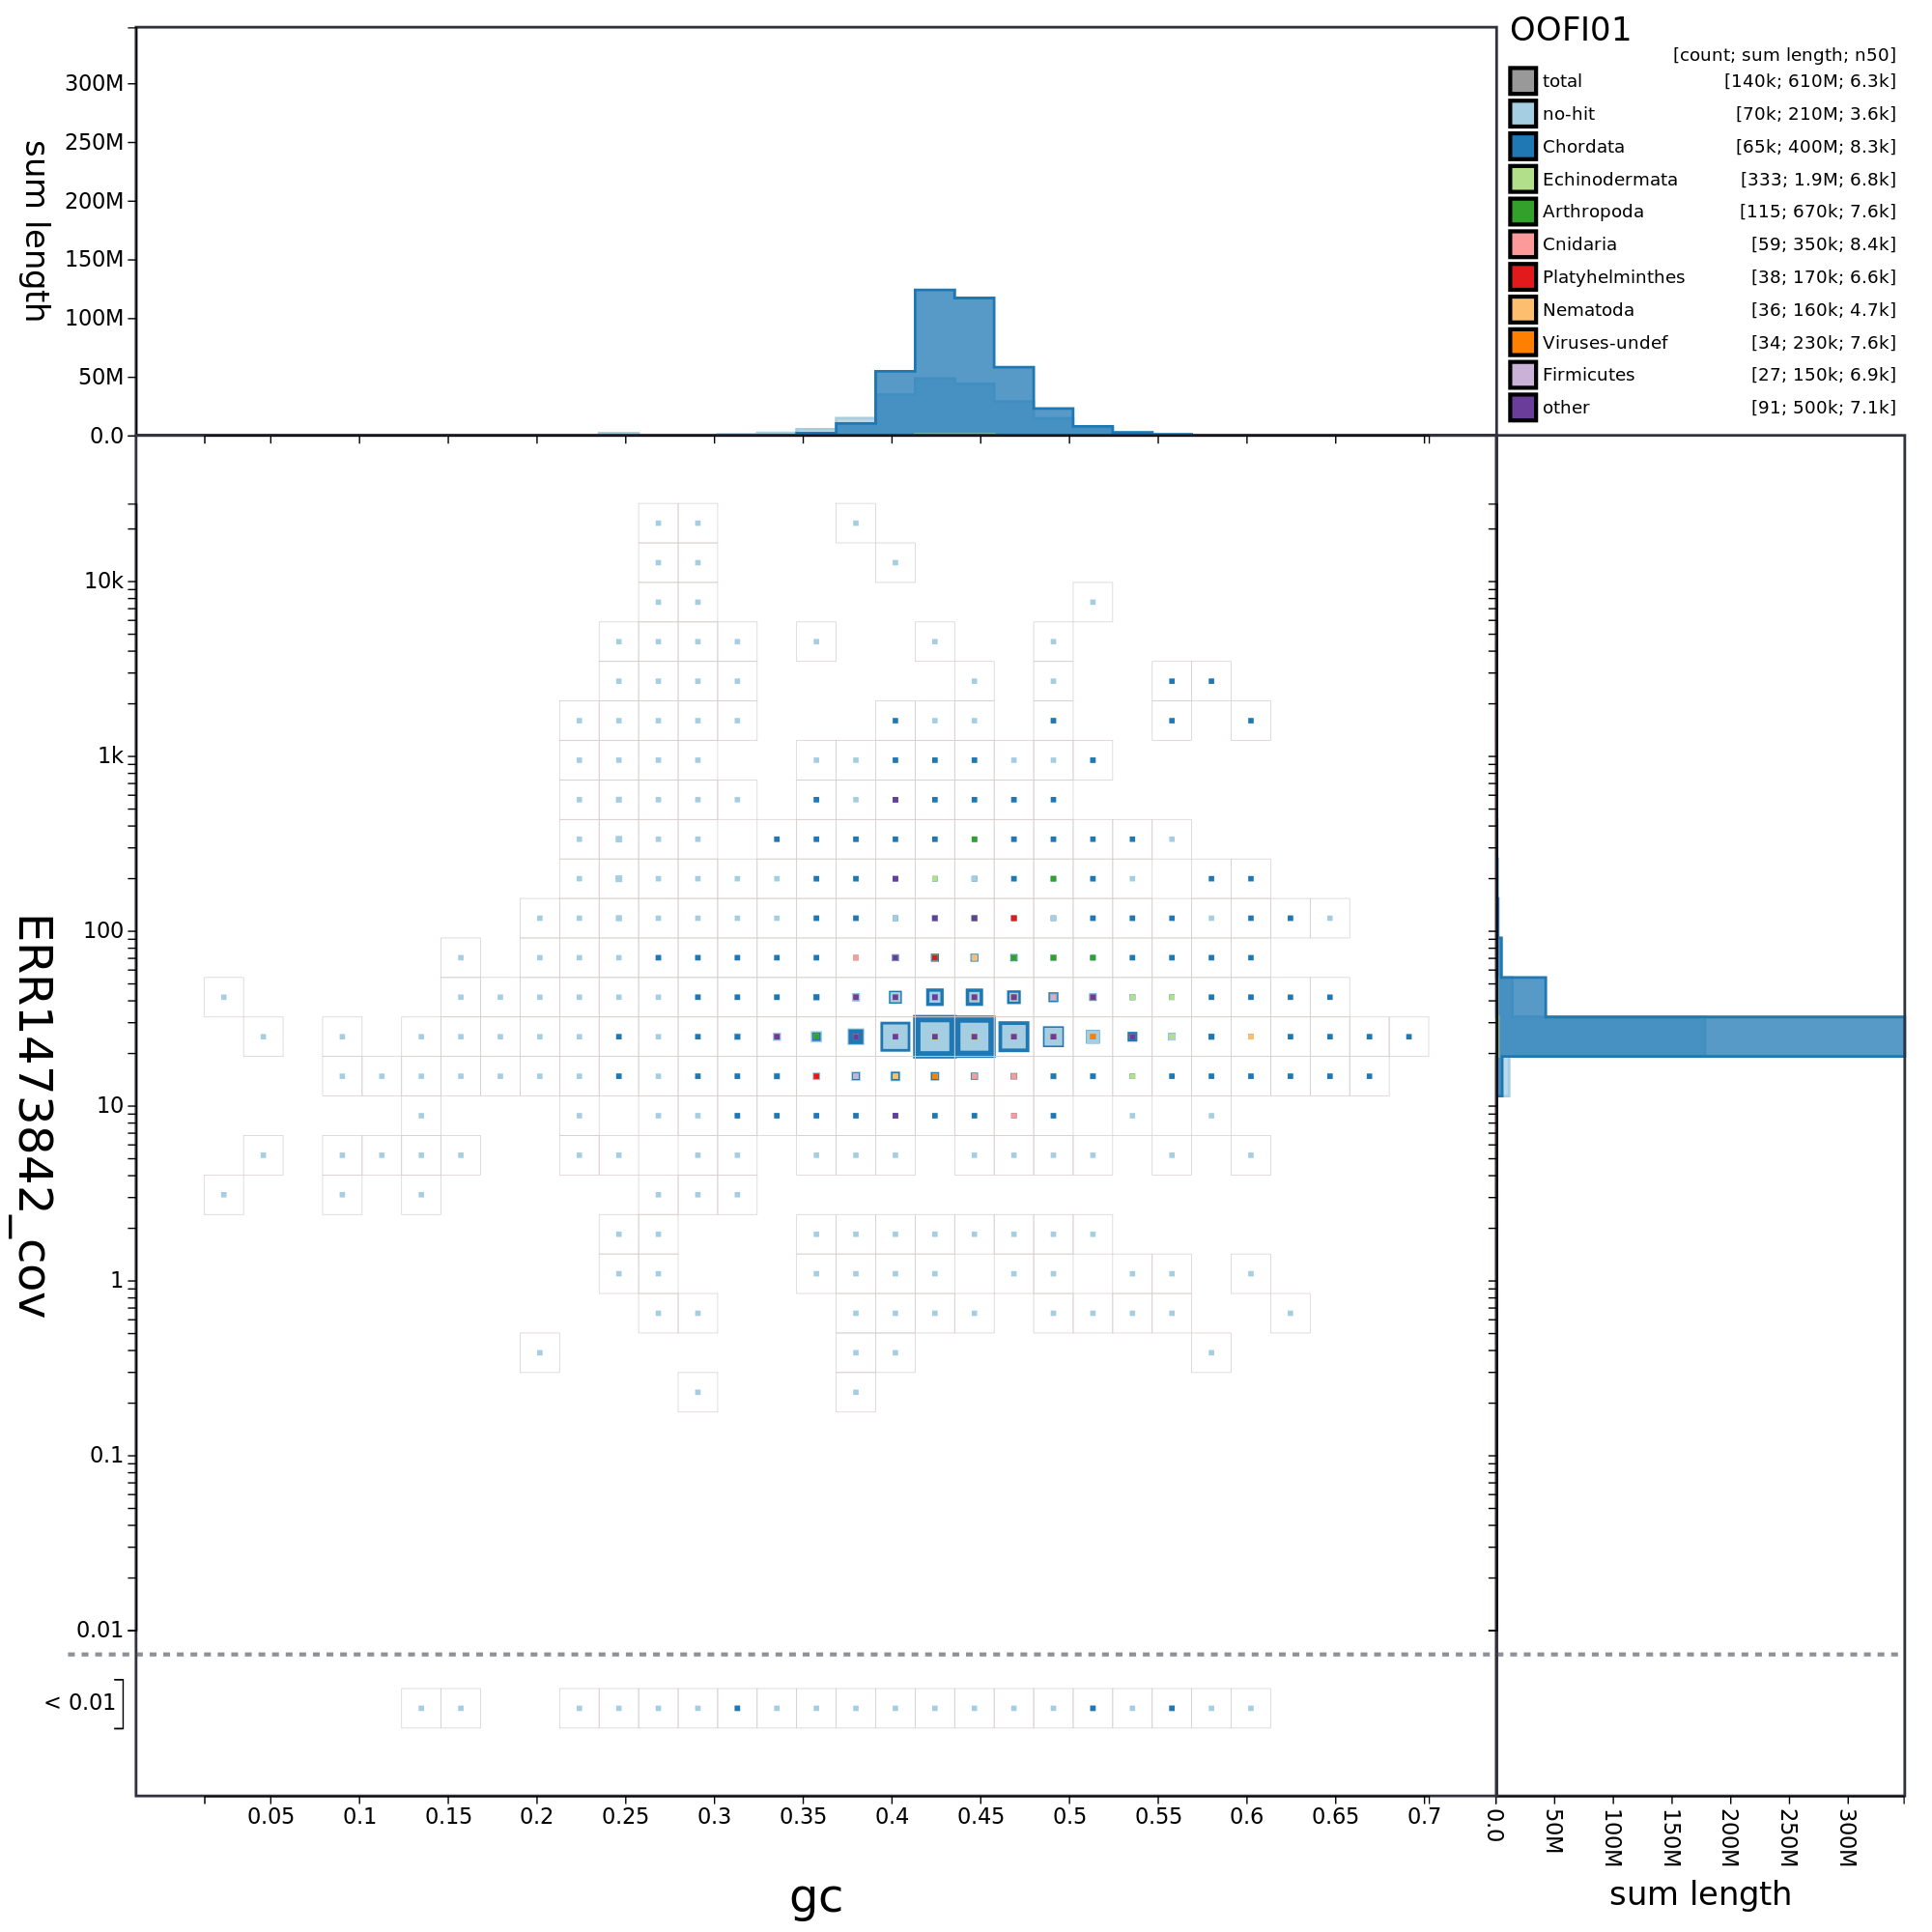 OOFI01
[count; sum length; n50]
total [140k; 610M; 6.3k]
no-hit [70k; 210M; 3.6k]
Chordata [65k; 400M; 8.3k]
Echinodermata [333; 1.9M; 6.8k]
Arthropoda [115; 670k; 7.6k]
Cnidaria [59; 350k; 8.4k]
Platyhelminthes [38; 170k; 6.6k]
Nematoda [36; 160k; 4.7k]
Viruses-undef [34; 230k; 7.6k]
Firmicutes [27; 150k; 6.9k]
other [91; 500k; 7.1k]
sum length
300M
250M
200M
150M
100M
50M
0.0
ERR1473842_cov
10k
1k
100
10
1
0.1
0.01
< 0.01
0.05 0.1 0.15 0.2 0.25 0.3 0.35 0.4 0.45 0.5 0.55 0.6 0.65 0.7
gc
0.0 50M 100M 150M 200M 250M 300M
sum length